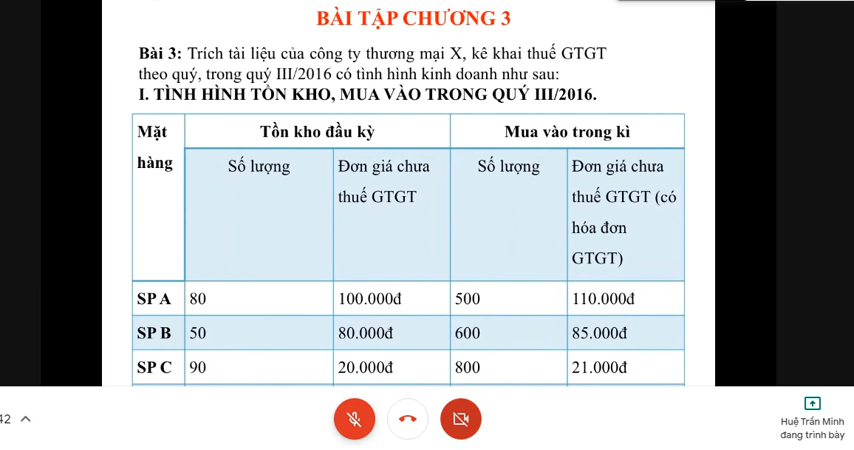 BÀI TẬP CHƯƠNG 3
Bài 3: Trích tài liệu của công ty thương mại X, kê khai thuế GTGT
theo quý, trong quý III/2016 có tình hình kinh doanh như sau:
I. TÌNH HÌNH TỒN KHO, MUA VÀO TRONG QUÝ III/2016.
Mặt hàng Tồn kho đầu kỳ Mua vào trong kì
Số lượng Đơn giá chưa thuế GTGT Số lượng Đơn giá chưa thuế GTGT (có hóa đơn GTGT)
SP A 80 100.000đ 500 110.000đ
SP B 50 80.000đ 600 85.000đ
SP C 90 20.000đ 800 21.000đ
42
Huệ Trần Minh
đang trình bày